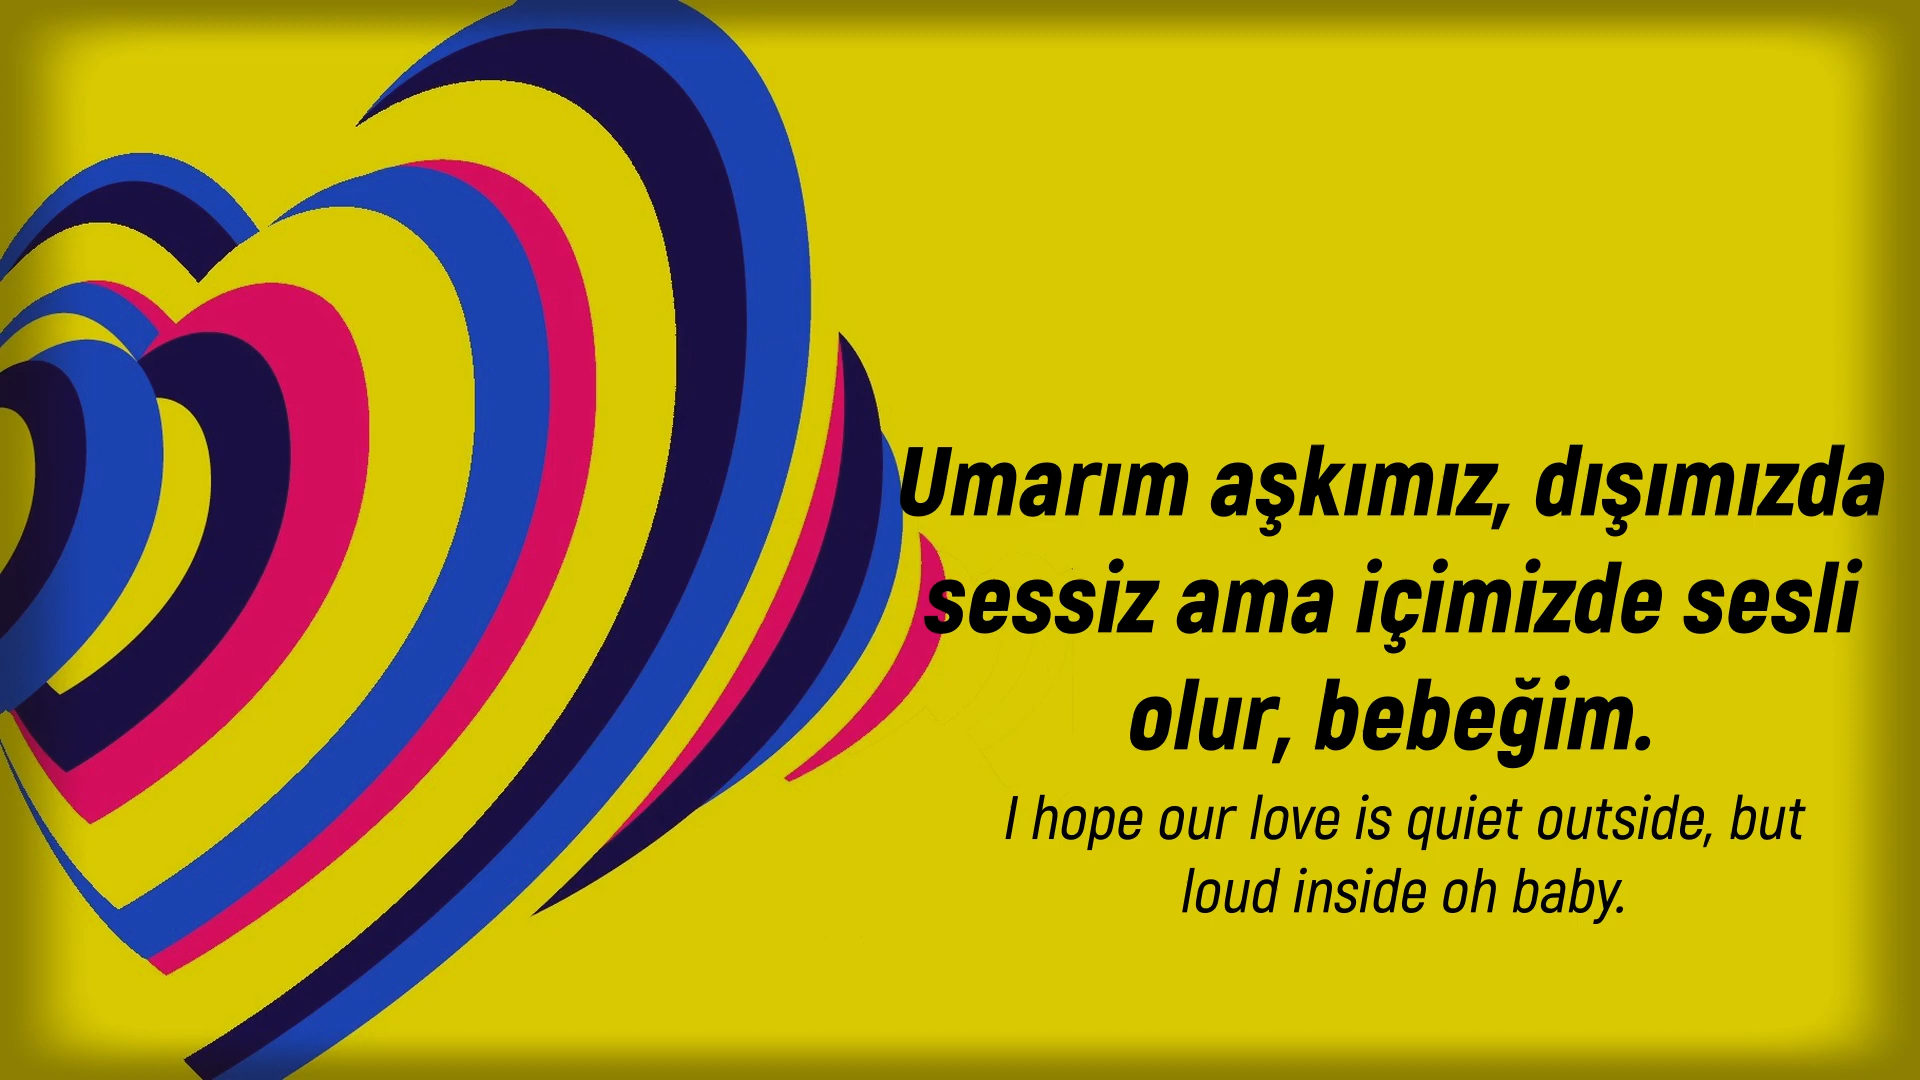 Umarım aşkımız, dışımızda
sessiz ama içimizde sesli
olur, bebeğim.
I hope our love is quiet outside, but
loud inside oh baby.